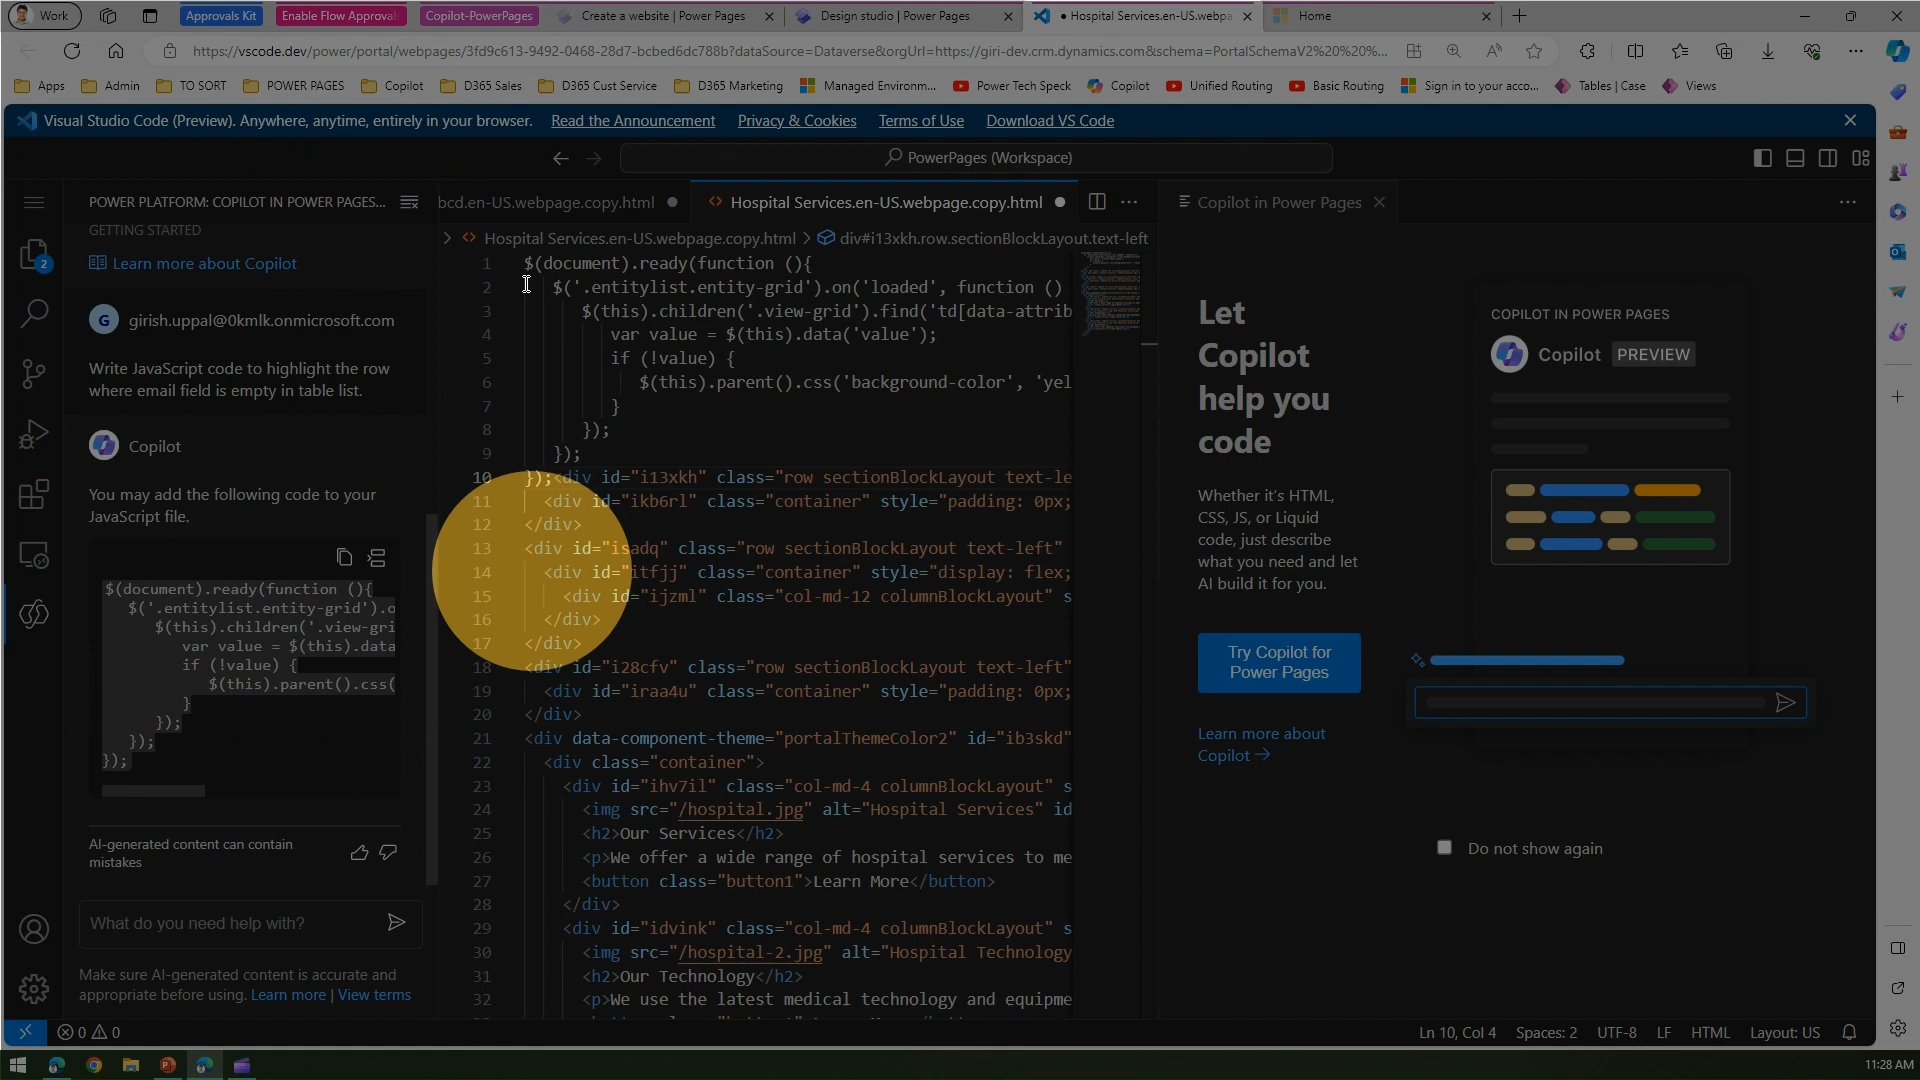 Work
Approvals Kit
Enable Flow Approval
Copilot-PowerPages
Create a website | Power Pages
Design studio | Power Pages
• Hospital Services.en-US.webpa
Home
https://vscode.dev/power/portal/webpages/3fd9c613-9492-0468-28d7-bcbed6dc788b?dataSource=Dataverse&orgUrl=https://giri-dev.crm.dynamics.com&schema=PortalSchemaV2%20%20%...
Apps
Admin
TO SORT
POWER PAGES
Copilot
D365 Sales
D365 Cust Service
D365 Marketing
Managed Environm...
Power Tech Speck
Copilot
Unified Routing
Basic Routing
Sign in to your acco...
Tables | Case
Views
Visual Studio Code (Preview). Anywhere, anytime, entirely in your browser. Read the Announcement Privacy & Cookies Terms of Use Download VS Code
PowerPages (Workspace)
POWER PLATFORM: COPILOT IN POWER PAGES...
GETTING STARTED
Learn more about Copilot
2
G girish.uppal@0kmlk.onmicrosoft.com
Write JavaScript code to highlight the row
where email field is empty in table list.
Copilot
You may add the following code to your
JavaScript file.
$(document).ready(function (){
$('.entitylist.entity-grid').o
$(this).children('.view-gri
var value = $(this).data
if (!value) {
$(this).parent().css(
}
});
});
});
AI-generated content can contain
mistakes
What do you need help with?
Make sure AI-generated content is accurate and
appropriate before using. Learn more | View terms
bcd.en-US.webpage.copy.html
Hospital Services.en-US.webpage.copy.html
Hospital Services.en-US.webpage.copy.html > div#i13xkh.row.sectionBlockLayout.text-left
1 $(document).ready(function (){
2 $('.entitylist.entity-grid').on('loaded', function ()
3 $(this).children('.view-grid').find('td[data-attrib
4 var value = $(this).data('value');
5 if (!value) {
6 $(this).parent().css('background-color', 'yel
7 }
8 });
9 });
10 });<div id="i13xkh" class="row sectionBlockLayout text-le
11 <div id="ikb6rl" class="container" style="padding: 0px;
12 </div>
13 <div id="isadq" class="row sectionBlockLayout text-left"
14 <div id="itfjj" class="container" style="display: flex;
15 <div id="ijzml" class="col-md-12 columnBlockLayout" s
16 </div>
17 </div>
18 <div id="i28cfv" class="row sectionBlockLayout text-left"
19 <div id="iraa4u" class="container" style="padding: 0px;
20 </div>
21 <div data-component-theme="portalThemeColor2" id="ib3skd"
22 <div class="container">
23 <div id="ihv7il" class="col-md-4 columnBlockLayout" s
24 <img src="/hospital.jpg" alt="Hospital Services" id
25 <h2>Our Services</h2>
26 <p>We offer a wide range of hospital services to me
27 <button class="button1">Learn More</button>
28 </div>
29 <div id="idvink" class="col-md-4 columnBlockLayout" s
30 <img src="/hospital-2.jpg" alt="Hospital Technology
31 <h2>Our Technology</h2>
32 <p>We use the latest medical technology and equipme
Copilot in Power Pages
Let
Copilot
help you
code
Whether it's HTML,
CSS, JS, or Liquid
code, just describe
what you need and let
AI build it for you.
Try Copilot for
Power Pages
Learn more about
Copilot →
COPILOT IN POWER PAGES
Copilot PREVIEW
Do not show again
0 0
Ln 10, Col 4
Spaces: 2
UTF-8
LF
HTML
Layout: US
11:28 AM